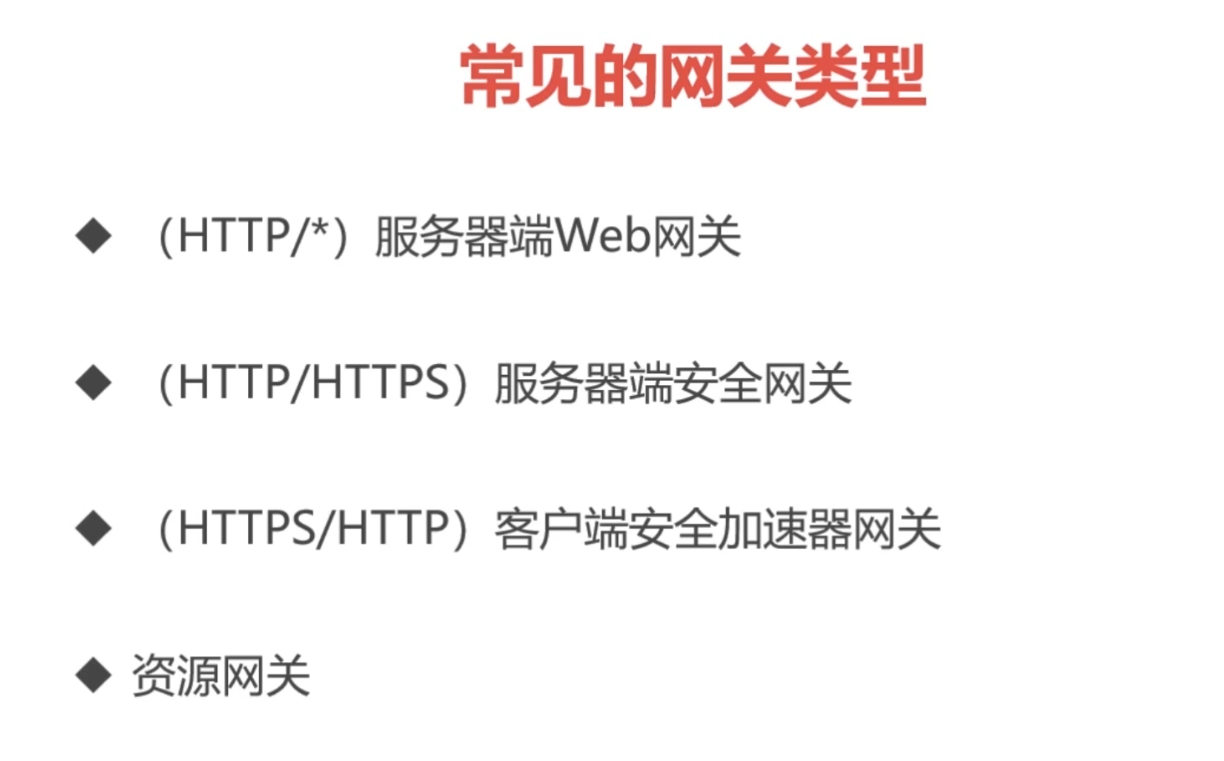 常见的网关类型
◆ （HTTP/*）服务器端Web网关
◆ （HTTP/HTTPS）服务器端安全网关
◆ （HTTPS/HTTP）客户端安全加速器网关
◆ 资源网关